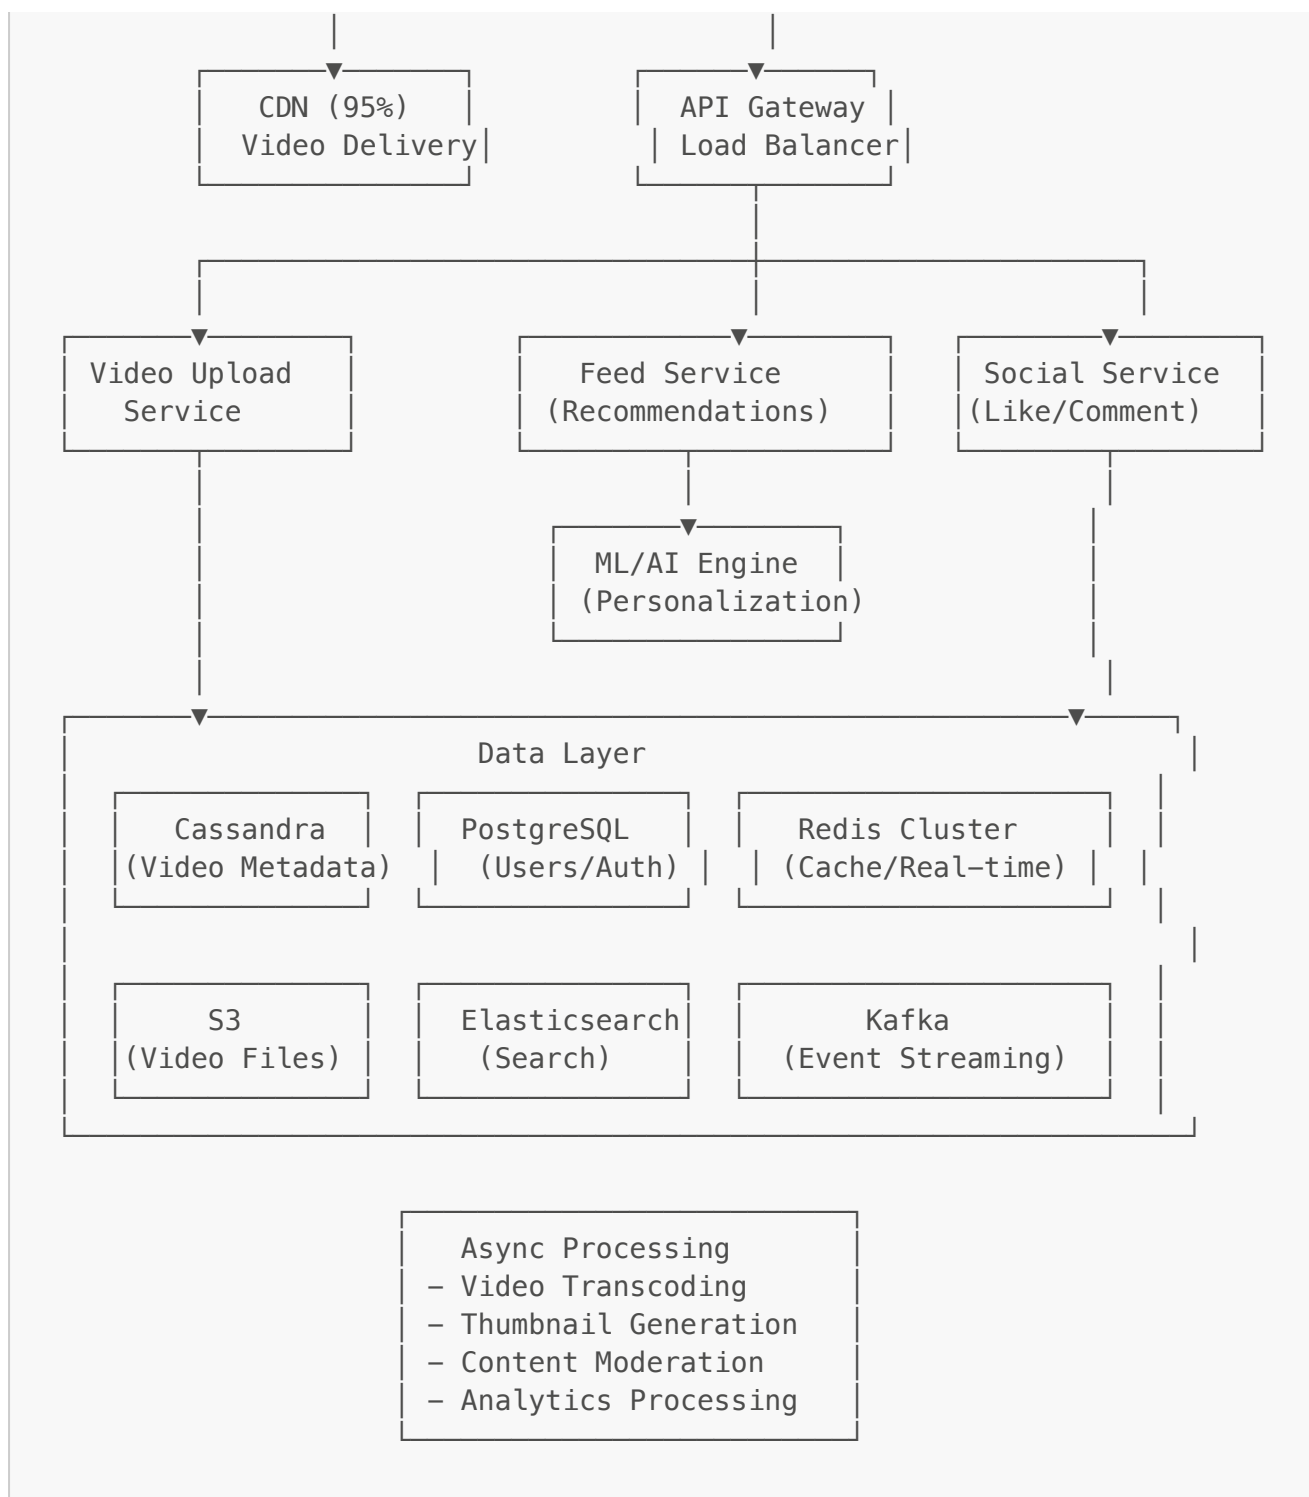 CDN (95%) API Gateway
Video Delivery Load Balancer
Video Upload Feed Service Social Service
Service (Recommendations) (Like/Comment)
ML/AI Engine
(Personalization)
Data Layer
Cassandra PostgreSQL Redis Cluster
(Video Metadata) (Users/Auth) (Cache/Real-time)
S3 Elasticsearch Kafka
(Video Files) (Search) (Event Streaming)
Async Processing
- Video Transcoding
- Thumbnail Generation
- Content Moderation
- Analytics Processing